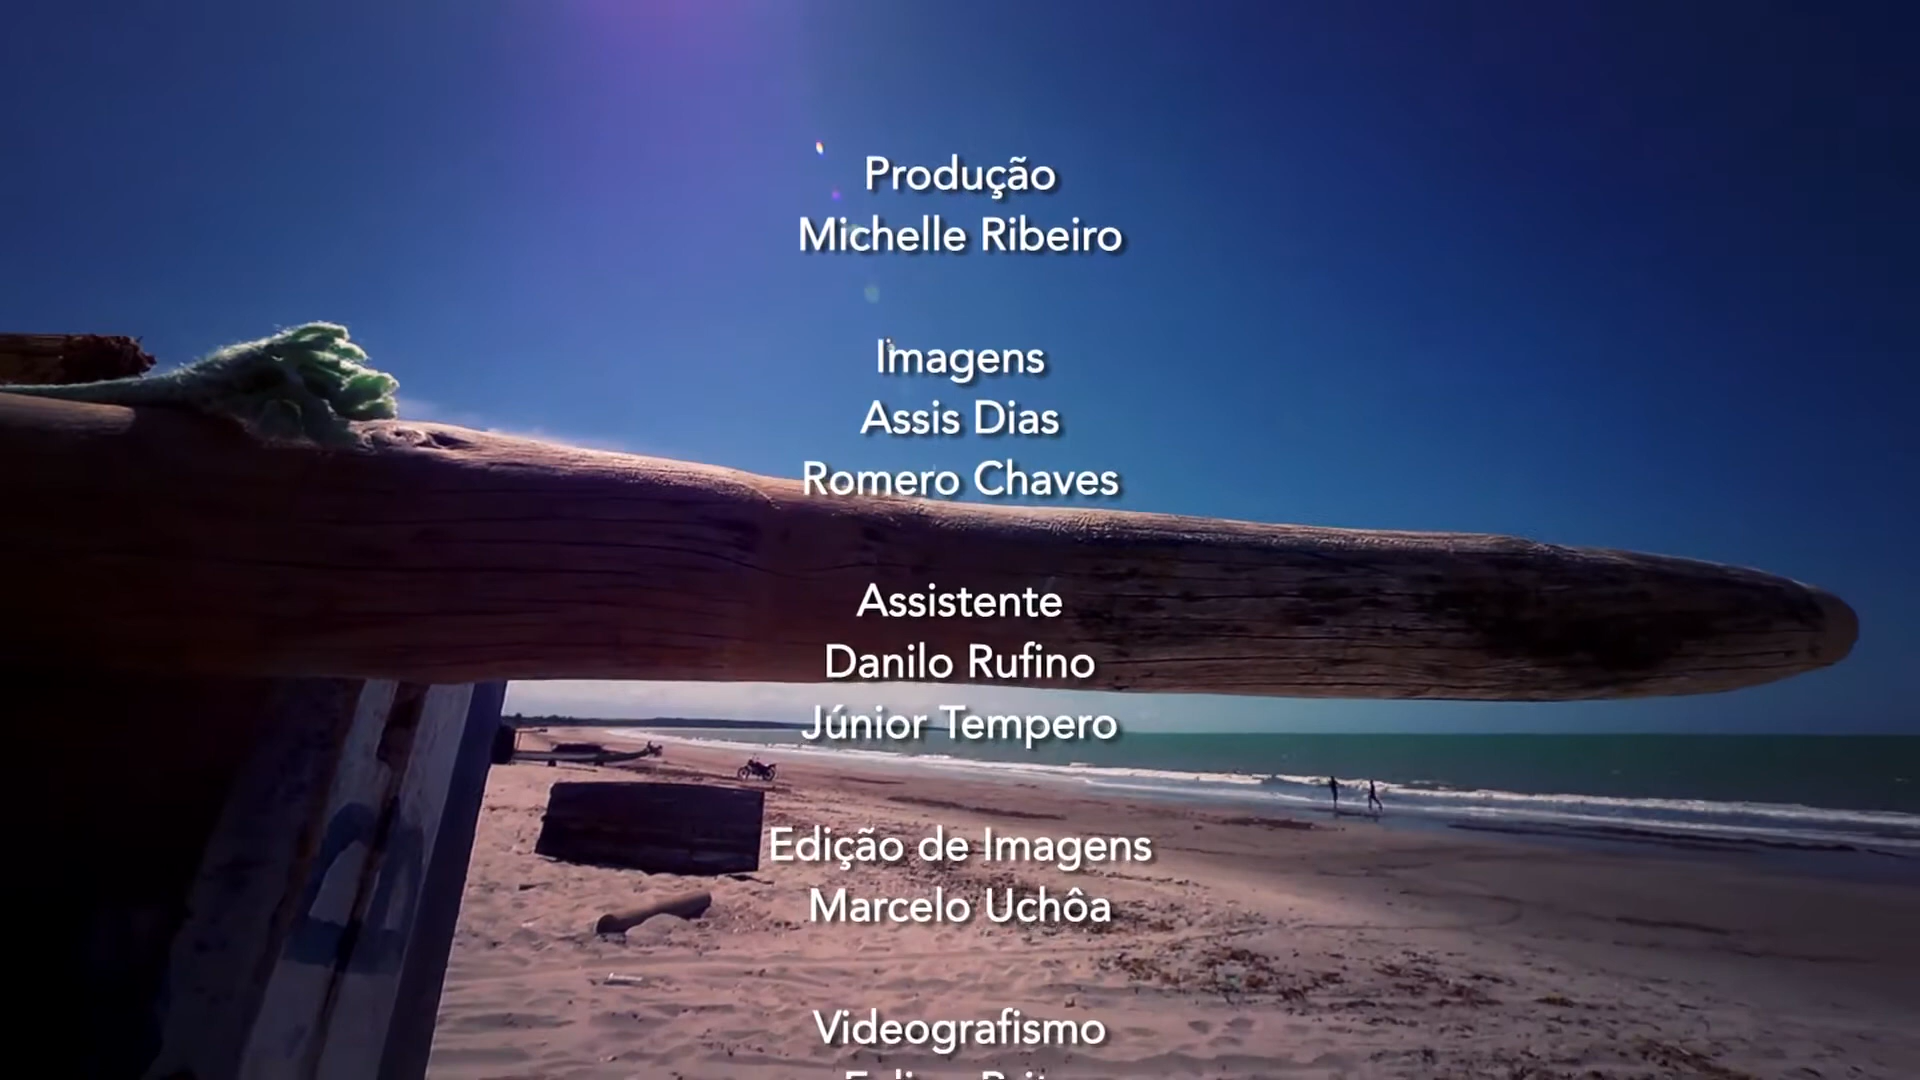 Produção
Michelle Ribeiro
Imagens
Assis Dias
Romero Chaves
Assistente
Danilo Rufino
Júnior Tempero
Edição de Imagens
Marcelo Uchôa
Videografismo